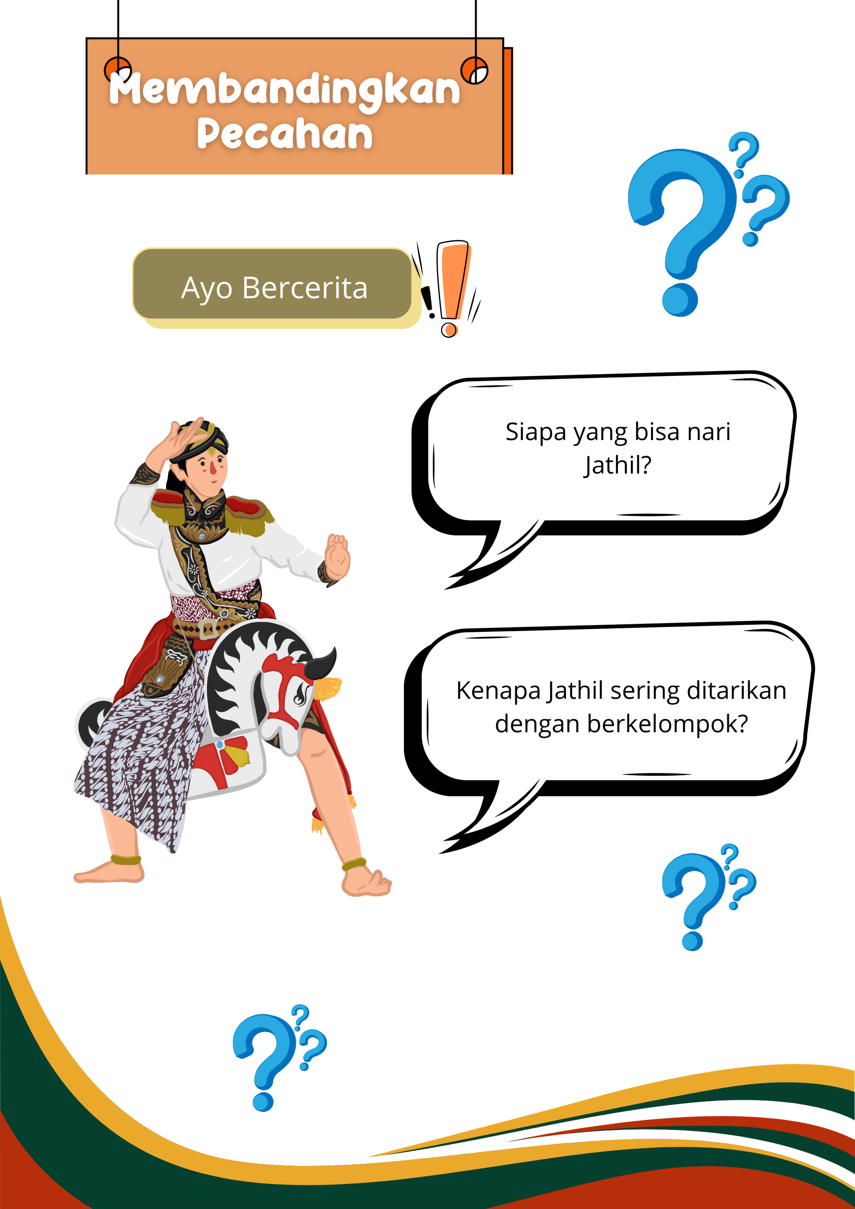 Membandingkan
Pecahan
Ayo Bercerita
Siapa yang bisa nari
Jathil?
Kenapa Jathil sering ditarikan
dengan berkelompok?